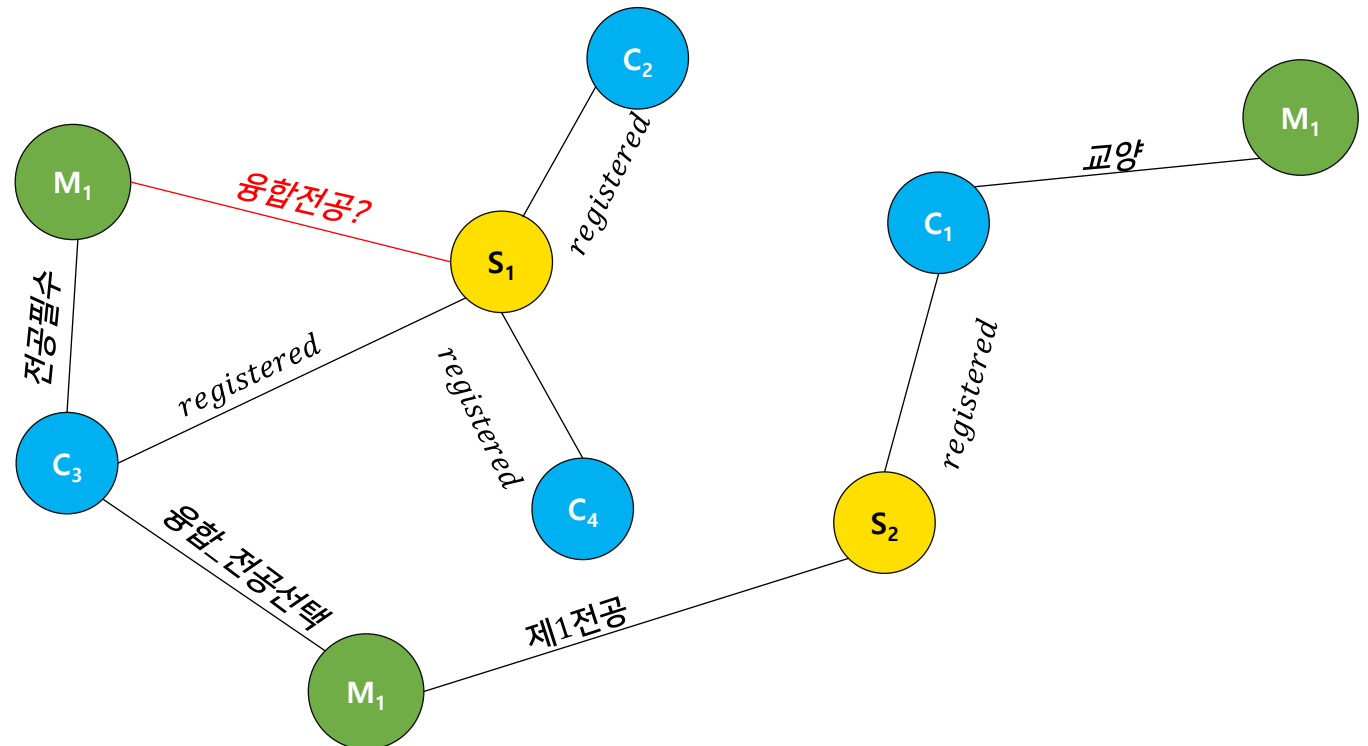 C₂
registered
M₁
교양
M₁
융합전공?
C₁
S₁
전공필수
registered
registered
registered
C₃
C₄
S₂
융합_전공선택
제1전공
M₁